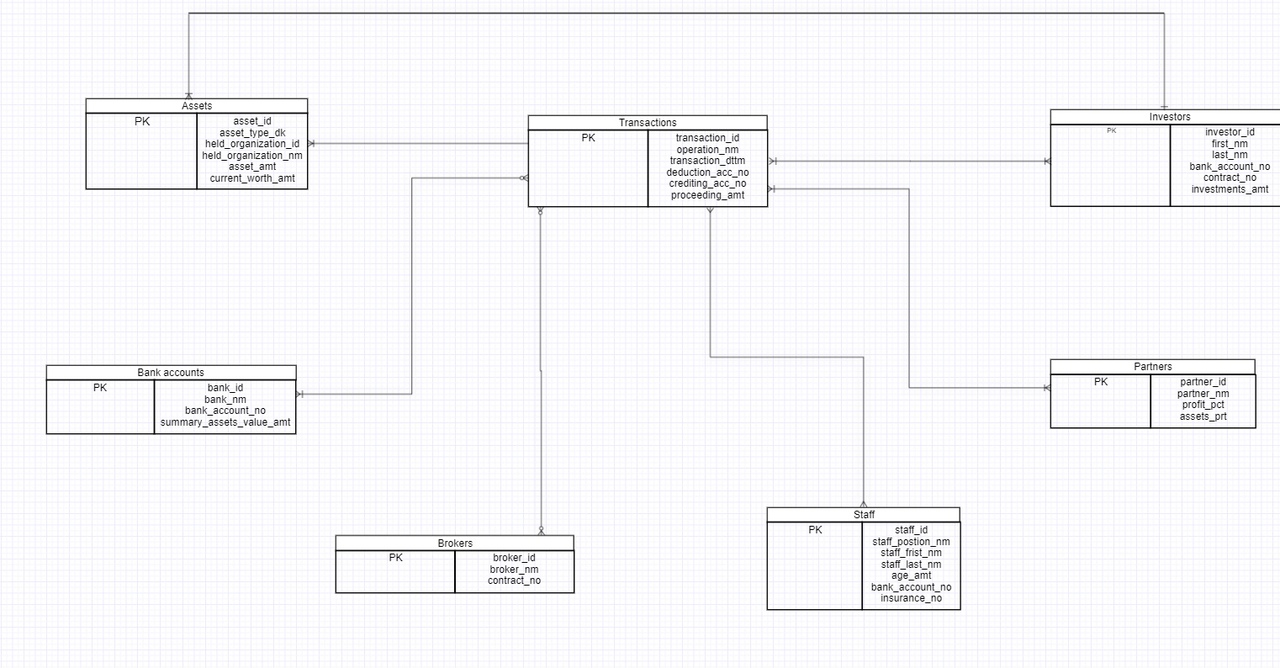 Assets
PK
asset_id
asset_type_dk
held_organization_id
held_organization_nm
asset_amt
current_worth_amt
Transactions
PK
transaction_id
operation_nm
transaction_dttm
deduction_acc_no
crediting_acc_no
proceeding_amt
Investors
PK
investor_id
first_nm
last_nm
bank_account_no
contract_no
investments_amt
Bank accounts
PK
bank_id
bank_nm
bank_account_no
summary_assets_value_amt
Partners
PK
partner_id
partner_nm
profit_pct
assets_prt
Brokers
PK
broker_id
broker_nm
contract_no
Staff
PK
staff_id
staff_postion_nm
staff_frist_nm
staff_last_nm
age_amt
bank_account_no
insurance_no